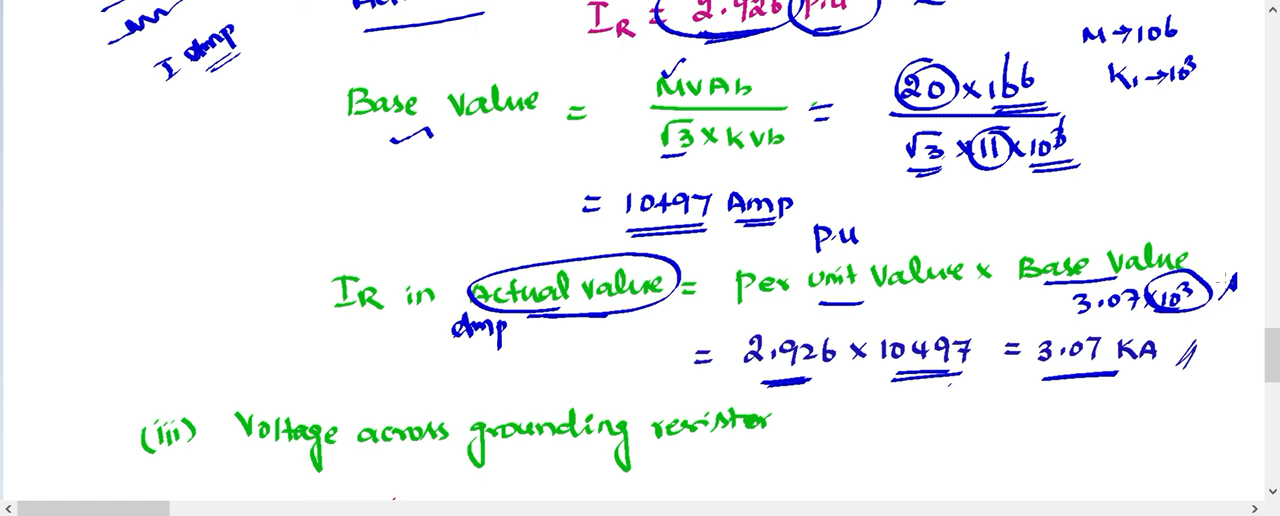 I_R = 2.926 p.u
I Amp
M → 10^6
K → 10^3
Base Value = MVAb / √3 × KVb = 20 × 10^6 / √3 × 11 × 10^3
= 10497 Amp
p.u
I_R in Actual value = Per unit Value × Base Value
Amp
3.07 × 10^3 A
= 2.926 × 10497 = 3.07 KA
(iii) Voltage across grounding resistor